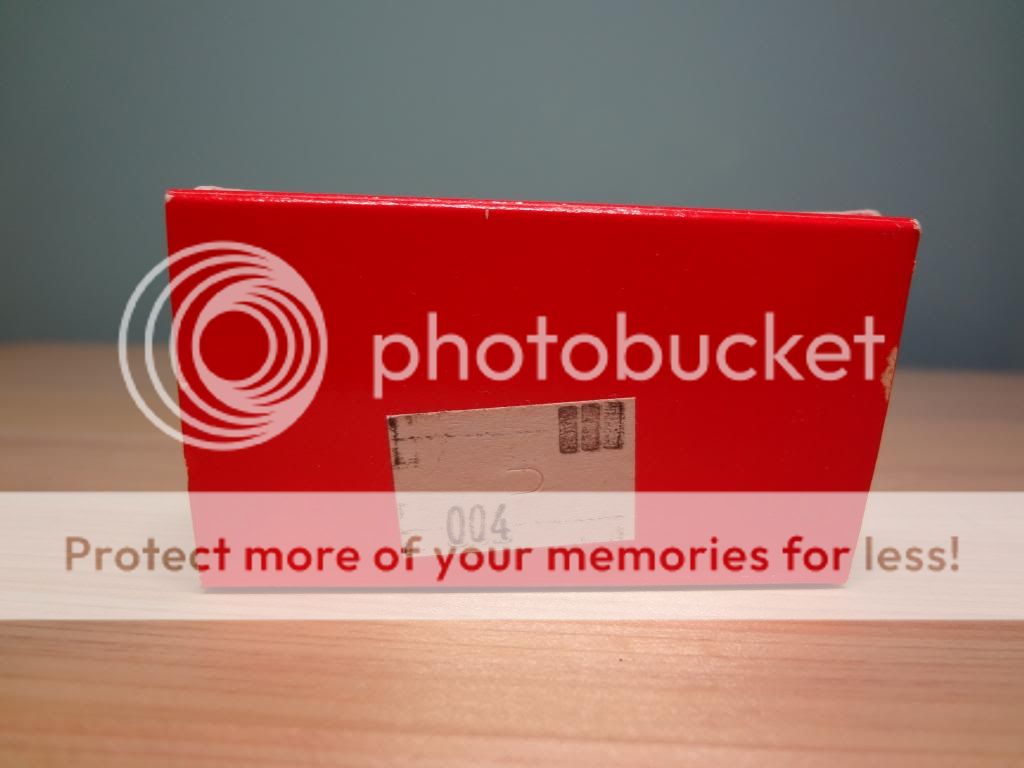 photobucket
004
Protect more of your memories for less!